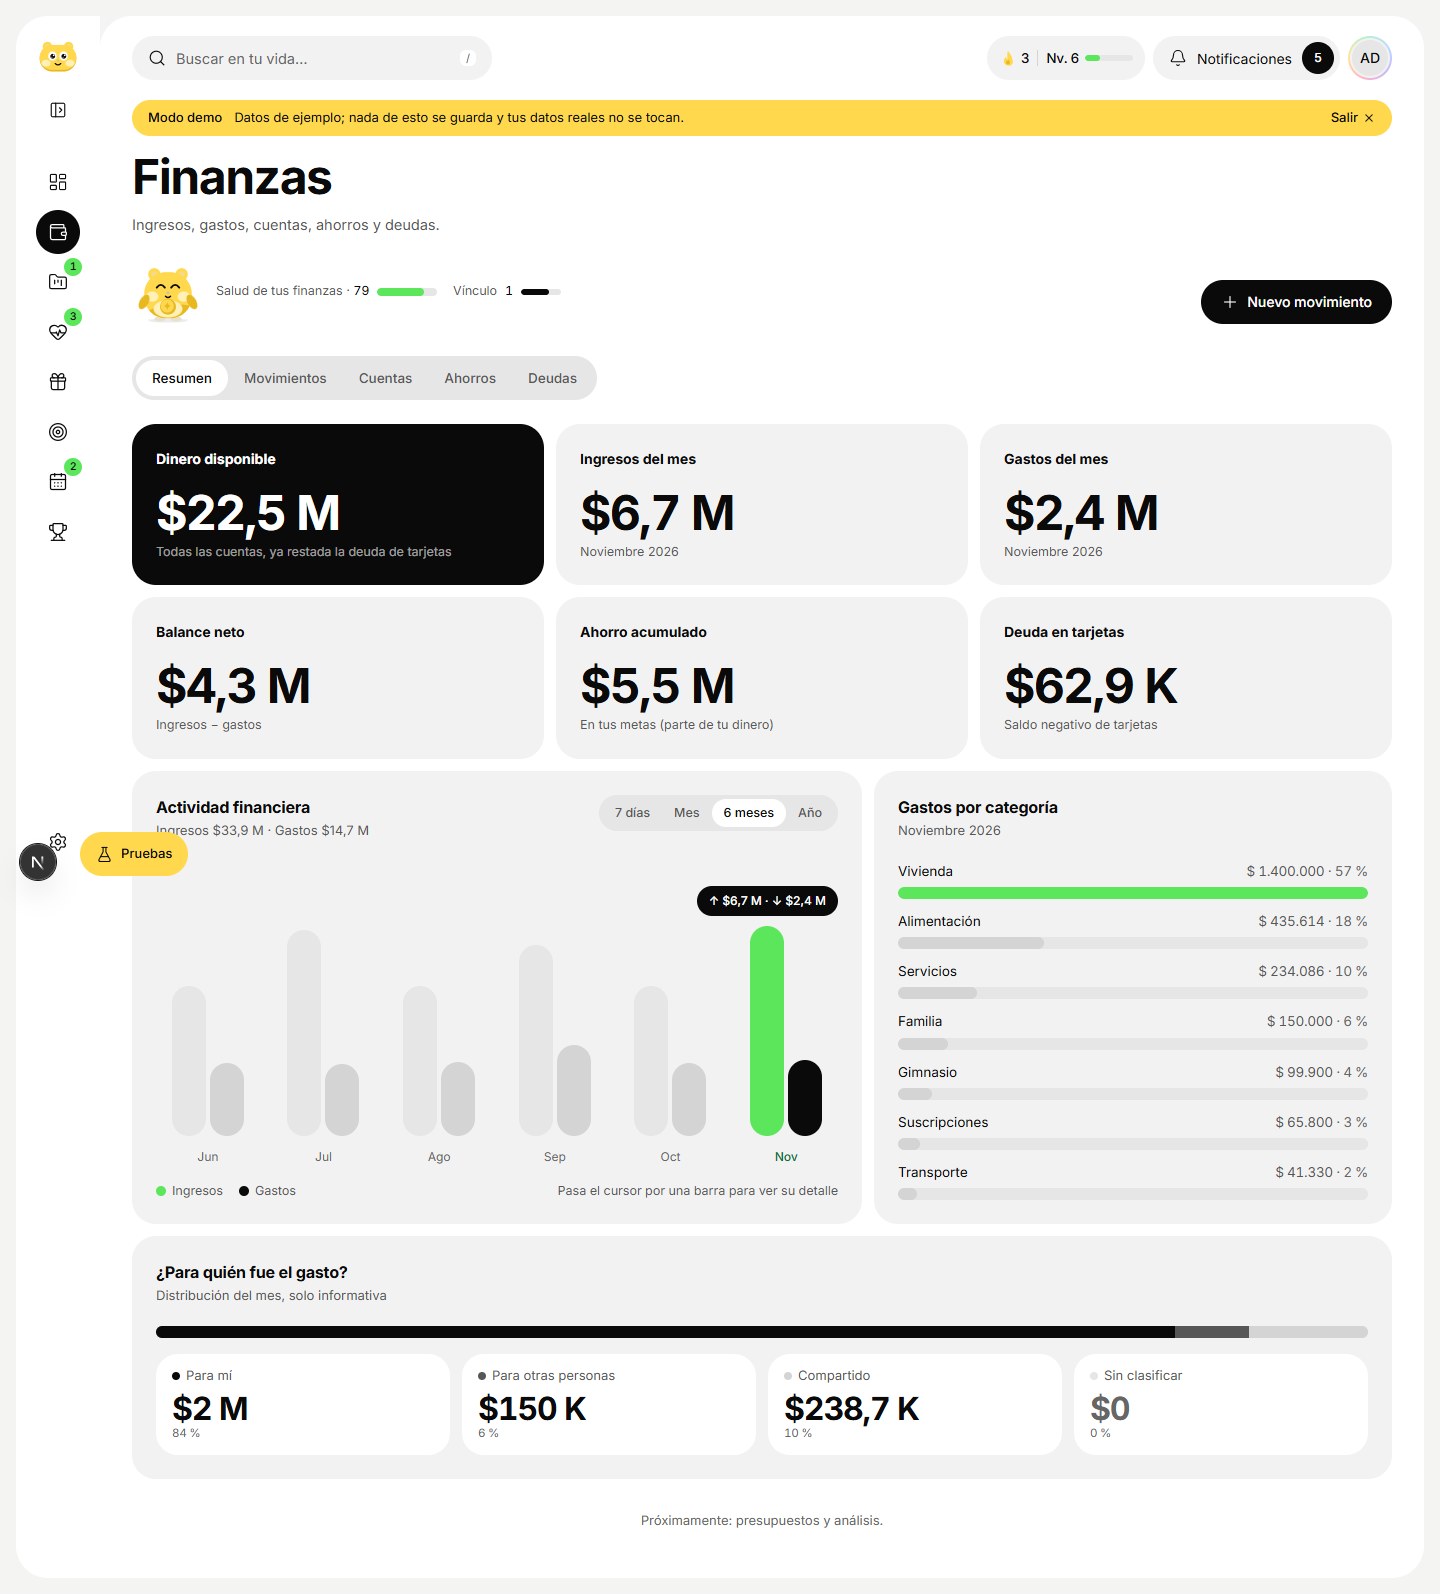 Buscar en tu vida...
/
3
Nv. 6
Notificaciones
5
AD
Modo demo Datos de ejemplo; nada de esto se guarda y tus datos reales no se tocan.
Salir
Finanzas
Ingresos, gastos, cuentas, ahorros y deudas.
Salud de tus finanzas · 79
Vínculo 1
Nuevo movimiento
1
3
2
Resumen
Movimientos
Cuentas
Ahorros
Deudas
Dinero disponible
$22,5 M
Todas las cuentas, ya restada la deuda de tarjetas
Ingresos del mes
$6,7 M
Noviembre 2026
Gastos del mes
$2,4 M
Noviembre 2026
Balance neto
$4,3 M
Ingresos − gastos
Ahorro acumulado
$5,5 M
En tus metas (parte de tu dinero)
Deuda en tarjetas
$62,9 K
Saldo negativo de tarjetas
Actividad financiera
Ingresos $33,9 M · Gastos $14,7 M
7 días
Mes
6 meses
Año
N
Pruebas
↑ $6,7 M · ↓ $2,4 M
Jun
Jul
Ago
Sep
Oct
Nov
Ingresos
Gastos
Pasa el cursor por una barra para ver su detalle
Gastos por categoría
Noviembre 2026
Vivienda
$ 1.400.000 · 57 %
Alimentación
$ 435.614 · 18 %
Servicios
$ 234.086 · 10 %
Familia
$ 150.000 · 6 %
Gimnasio
$ 99.900 · 4 %
Suscripciones
$ 65.800 · 3 %
Transporte
$ 41.330 · 2 %
¿Para quién fue el gasto?
Distribución del mes, solo informativa
Para mí
$2 M
84 %
Para otras personas
$150 K
6 %
Compartido
$238,7 K
10 %
Sin clasificar
$0
0 %
Próximamente: presupuestos y análisis.